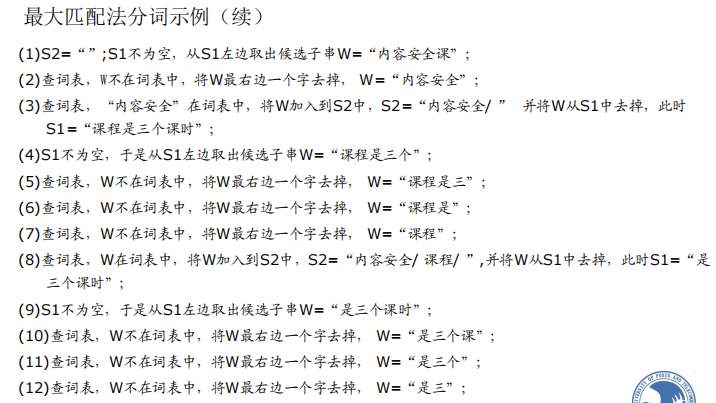 最大匹配法分词示例（续）
(1)S2=“”;S1不为空，从S1左边取出候选子串W=“内容安全课”；
(2)查词表，W不在词表中，将W最右边一个字去掉， W=“内容安全”；
(3)查词表，“内容安全”在词表中，将W加入到S2中，S2=“内容安全/ ” 并将W从S1中去掉，此时
S1=“课程是三个课时”；
(4)S1不为空，于是从S1左边取出候选子串W=“课程是三个”；
(5)查词表，W不在词表中，将W最右边一个字去掉， W=“课程是三”；
(6)查词表，W不在词表中，将W最右边一个字去掉， W=“课程是”；
(7)查词表，W不在词表中，将W最右边一个字去掉， W=“课程”；
(8)查词表，W在词表中，将W加入到S2中，S2=“内容安全/ 课程/ ”,并将W从S1中去掉，此时S1=“是
三个课时”；
(9)S1不为空，于是从S1左边取出候选子串W=“是三个课时”；
(10)查词表，W不在词表中，将W最右边一个字去掉， W=“是三个课”；
(11)查词表，W不在词表中，将W最右边一个字去掉， W=“是三个”；
(12)查词表，W不在词表中，将W最右边一个字去掉， W=“是三”；